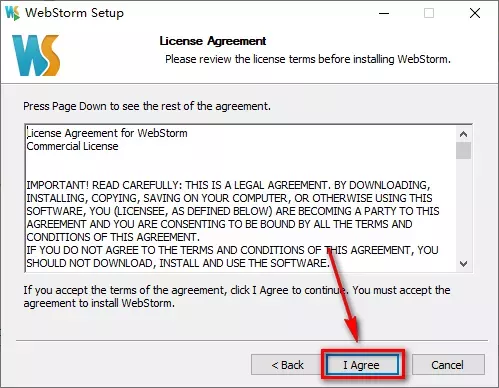 WebStorm Setup
WS
License Agreement
Please review the license terms before installing WebStorm.
Press Page Down to see the rest of the agreement.
License Agreement for WebStorm
Commercial License
IMPORTANT! READ CAREFULLY: THIS IS A LEGAL AGREEMENT. BY DOWNLOADING,
INSTALLING, COPYING, SAVING ON YOUR COMPUTER, OR OTHERWISE USING THIS
SOFTWARE, YOU (LICENSEE, AS DEFINED BELOW) ARE BECOMING A PARTY TO THIS
AGREEMENT AND YOU ARE CONSENTING TO BE BOUND BY ALL THE TERMS AND
CONDITIONS OF THIS AGREEMENT.
IF YOU DO NOT AGREE TO THE TERMS AND CONDITIONS OF THIS AGREEMENT, YOU
SHOULD NOT DOWNLOAD, INSTALL AND USE THE SOFTWARE.
If you accept the terms of the agreement, click I Agree to continue. You must accept the
agreement to install WebStorm.
< Back
I Agree
Cancel